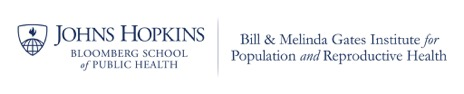 JOHNS HOPKINS
BLOOMBERG SCHOOL
of PUBLIC HEALTH
Bill & Melinda Gates Institute for
Population and Reproductive Health